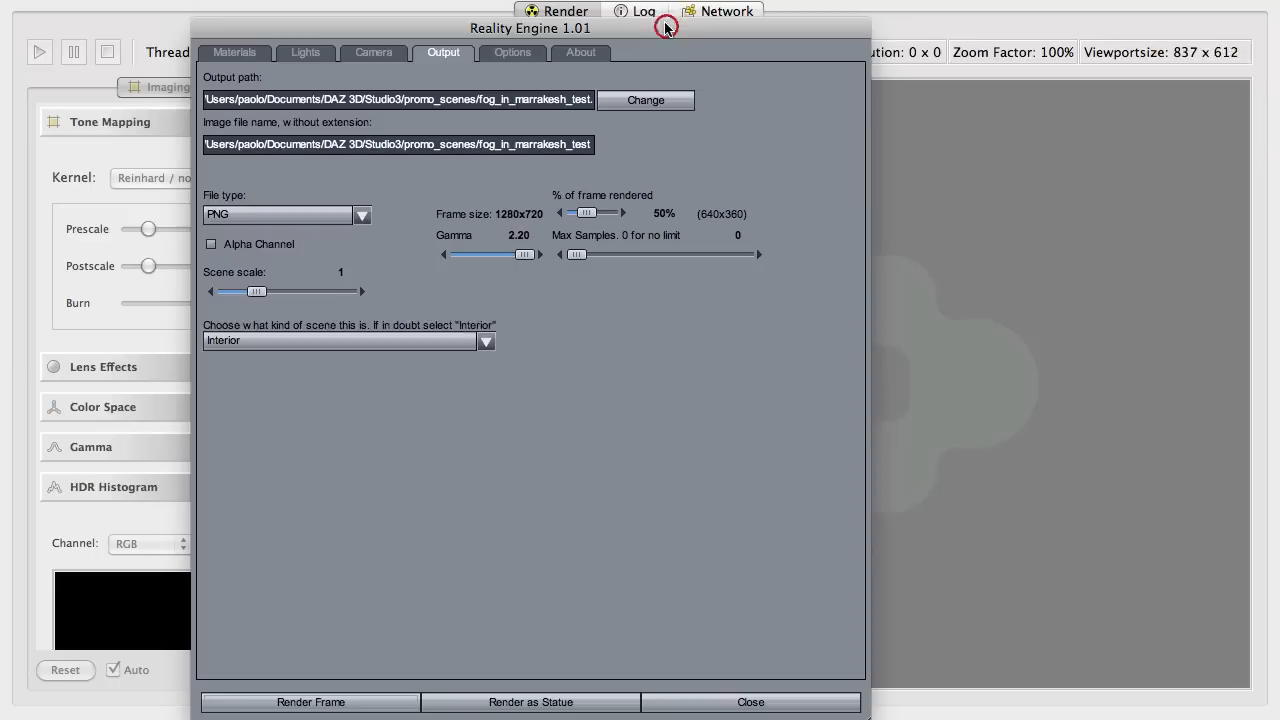 Render
Log
Network
Reality Engine 1.01
Thread
ution: 0 x 0
Zoom Factor: 100%
Viewportsize: 837 x 612
Materials
Lights
Camera
Output
Options
About
Imaging
Output path:
'Users/paolo/Documents/DAZ 3D/Studio3/promo_scenes/fog_in_marrakesh_test.
Change
Image file name, without extension:
'Users/paolo/Documents/DAZ 3D/Studio3/promo_scenes/fog_in_marrakesh_test
Tone Mapping
Kernel:
Reinhard / no
Prescale
Postscale
Burn
File type:
PNG
Alpha Channel
Scene scale:
1
% of frame rendered
Frame size: 1280x720
50%
(640x360)
Gamma
2.20
Max Samples. 0 for no limit
0
Choose what kind of scene this is. If in doubt select "Interior"
Interior
Lens Effects
Color Space
Gamma
HDR Histogram
Channel:
RGB
Reset
Auto
Render Frame
Render as Statue
Close